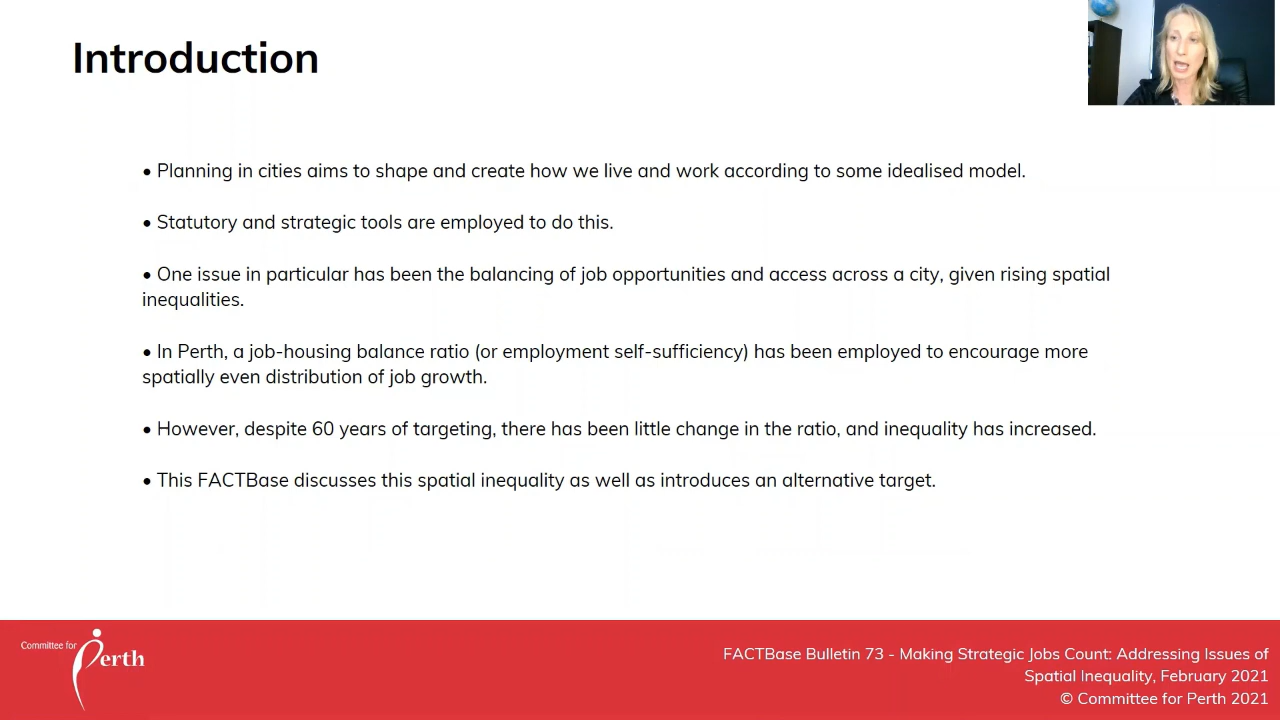 Introduction
• Planning in cities aims to shape and create how we live and work according to some idealised model.
• Statutory and strategic tools are employed to do this.
• One issue in particular has been the balancing of job opportunities and access across a city, given rising spatial
inequalities.
• In Perth, a job-housing balance ratio (or employment self-sufficiency) has been employed to encourage more
spatially even distribution of job growth.
• However, despite 60 years of targeting, there has been little change in the ratio, and inequality has increased.
• This FACTBase discusses this spatial inequality as well as introduces an alternative target.
Committee for
Perth
FACTBase Bulletin 73 - Making Strategic Jobs Count: Addressing Issues of
Spatial Inequality, February 2021
© Committee for Perth 2021